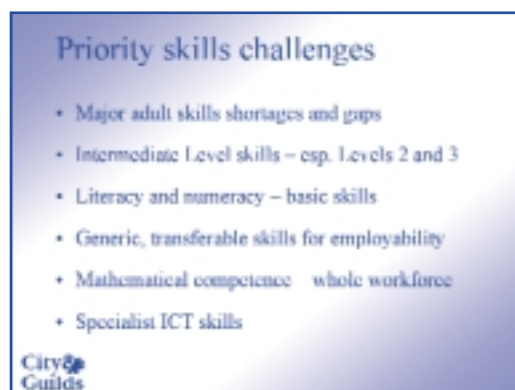 Priority skills challenges
• Major adult skills shortages and gaps
• Intermediate Level skills – esp. Levels 2 and 3
• Literacy and numeracy – basic skills
• Generic, transferable skills for employability
• Mathematical competence whole workforce
• Specialist ICT skills
City &
Guilds